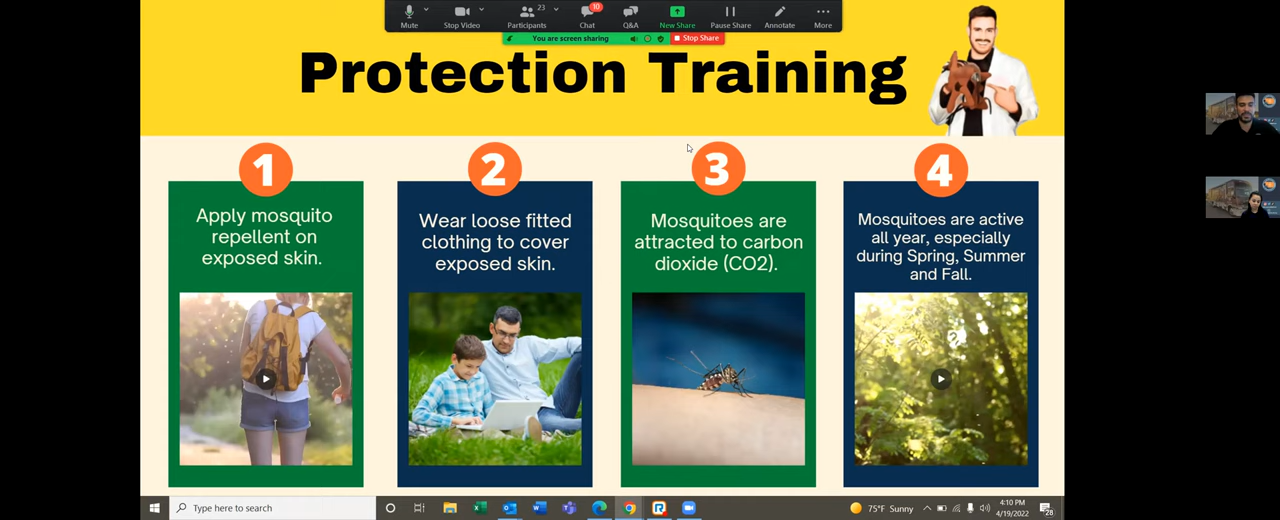 23
10
Mute
Stop Video
Participants
Chat
Q&A
New Share
Pause Share
Annotate
More
You are screen sharing
Stop Share
Protection Training
1
Apply mosquito
repellent on
exposed skin.
2
Wear loose fitted
clothing to cover
exposed skin.
3
Mosquitoes are
attracted to carbon
dioxide (CO2).
4
Mosquitoes are active
all year, especially
during Spring, Summer
and Fall.
Type here to search
75°F Sunny
4:10 PM
4/19/2022
28